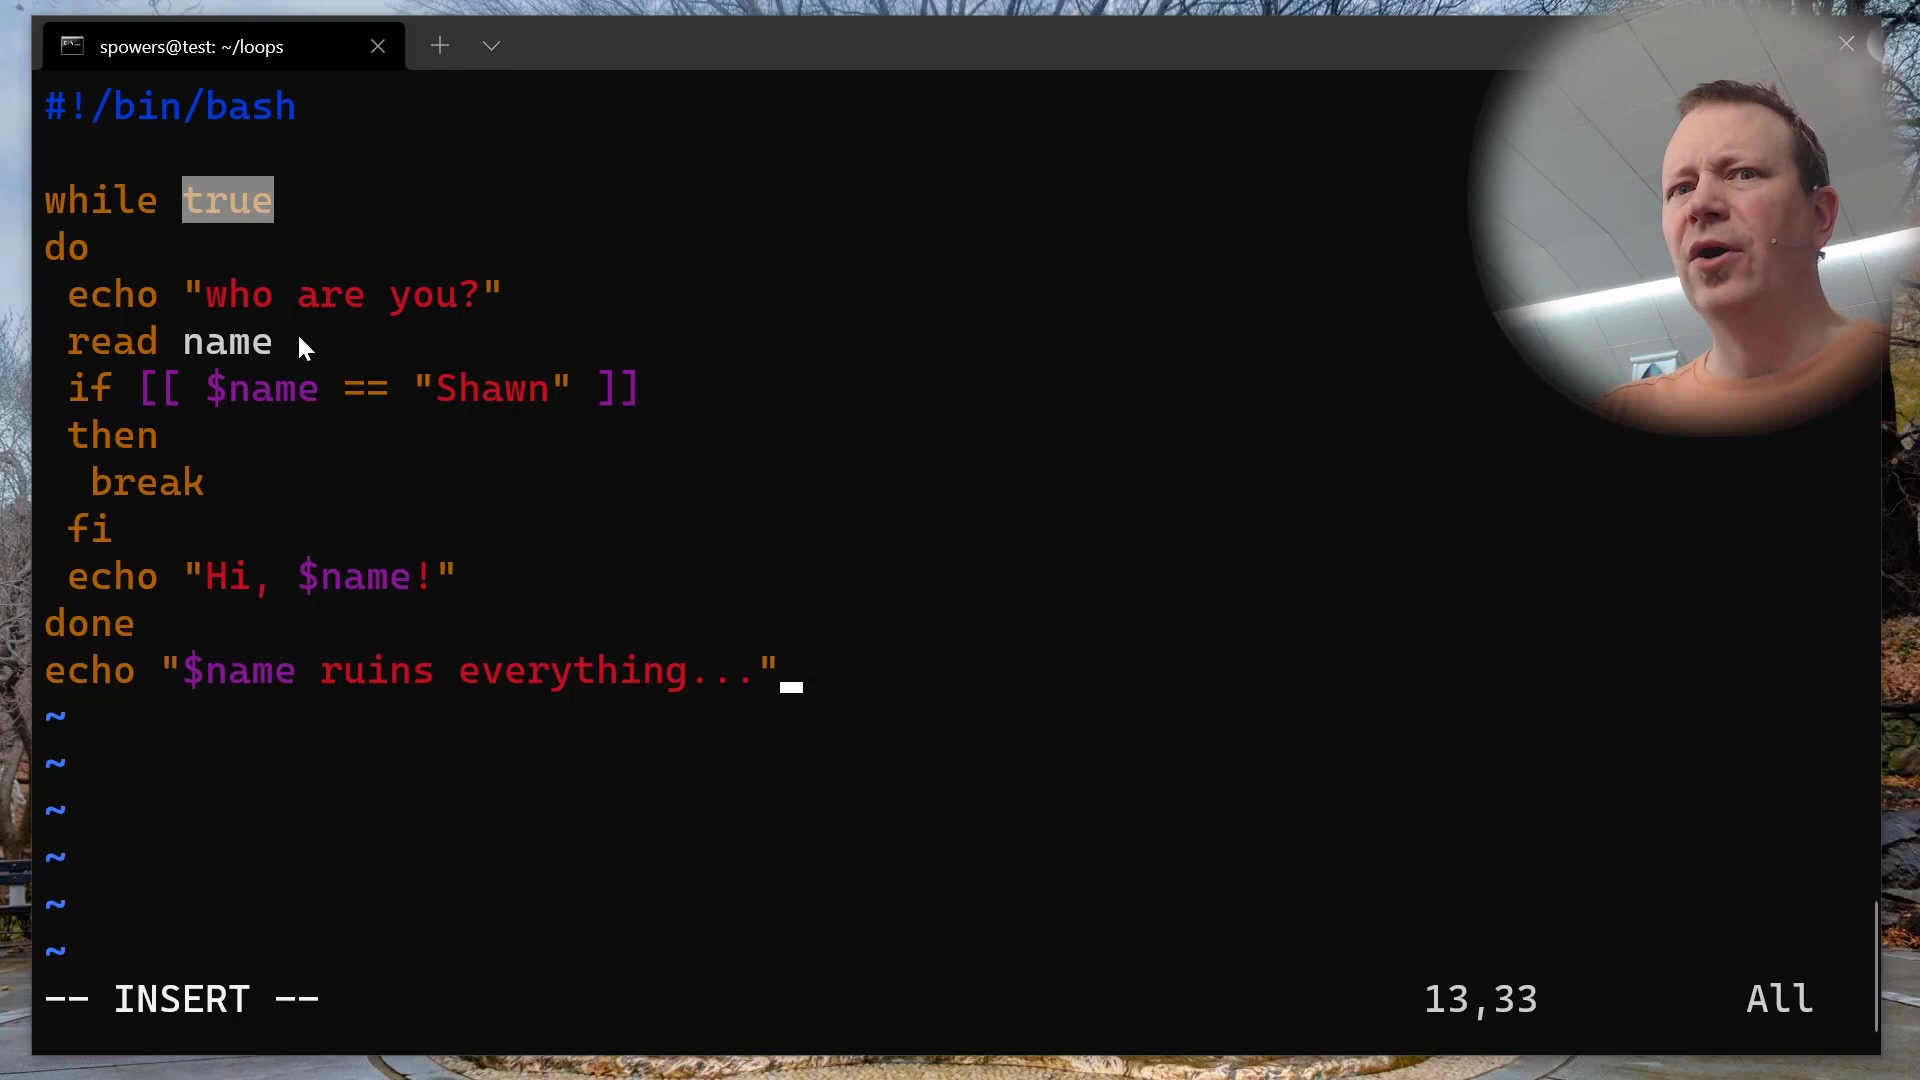 spowers@test: ~/loops
#!/bin/bash
while true
do
 echo "who are you?"
 read name
 if [[ $name == "Shawn" ]]
 then
  break
 fi
 echo "Hi, $name!"
done
echo "$name ruins everything..."
~
~
~
~
~
~
-- INSERT -- 13,33 All